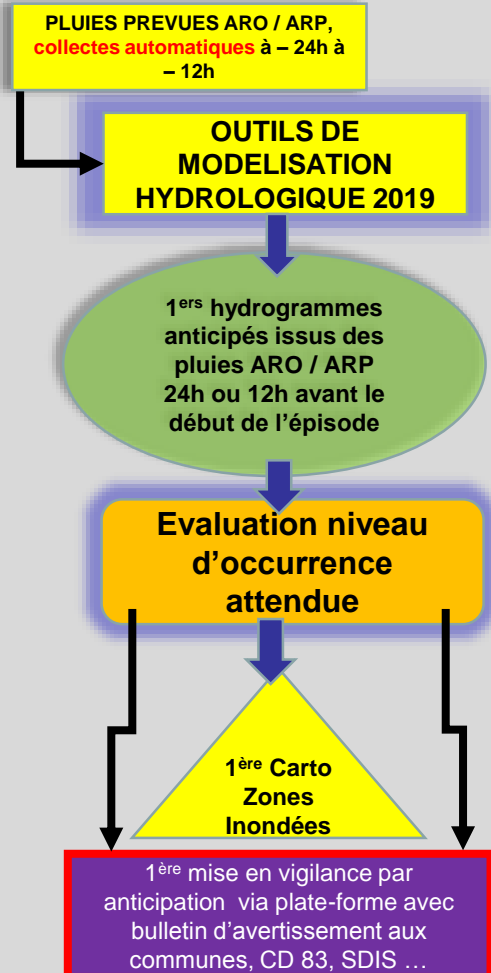 PLUIES PREVUES ARO / ARP,
collectes automatiques à – 24h à
– 12h
OUTILS DE
MODELISATION
HYDROLOGIQUE 2019
1ers hydrogrammes
anticipés issus des
pluies ARO / ARP
24h ou 12h avant le
début de l’épisode
Evaluation niveau
d’occurrence
attendue
1ère Carto
Zones
Inondées
1ère mise en vigilance par
anticipation via plate-forme avec
bulletin d’avertissement aux
communes, CD 83, SDIS …